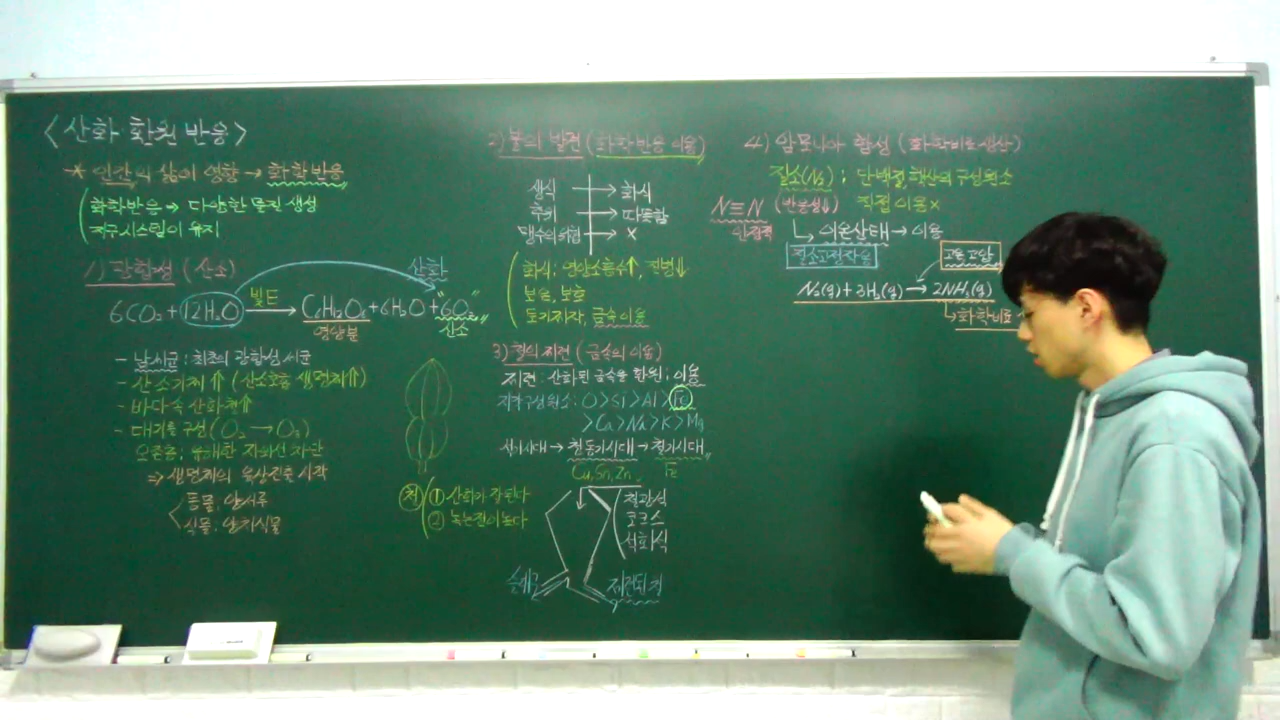 <산화 환원 반응>
* 인간의 삶에 영향 → 화학반응
화학반응 → 다양한 물질 생성
지구시스템이 유지
1) 광합성 (산소)
산화
6CO₂ + 12H₂O 빛E → C₆H₁₂O₆ + 6H₂O + 6O₂
영양분
산소
- 남세균 : 최초의 광합성 세균
- 산소기체 ⇑ (산소호흡 생명체⇑)
- 바다 속 산화철↑
- 대기를 구성 (O₂ → O₃)
오존층 : 유해한 자외선 차단
⇒ 생명체의 육상진출 시작
동물 : 양서류
식물 : 양치식물
2) 불의 발견 (화학반응 이용)
생식 → 화식
추위 → 따뜻함
맹수의 위협 → ×
화식 : 영양소흡수↑, 질병↓
보온, 보호
토기제작, 금속이용
3) 철의 제련 (금속의 이용)
제련 : 산화된 금속을 환원 ; 이용
지각구성원소 : O > Si > Al > Fe
> Ca > Na > K > Mg
석기시대 → 청동기시대 → 철기시대
Cu, Sn, Zn Fe
철 ① 산화가 잘된다
② 녹는점이 높다
철광석
코크스
석회석
슬래그
제련된 철
4) 암모니아 합성 (화학비료 생산)
질소(N₂) ; 단백질, 핵산의 구성원소
N≡N (반응성↓) 직접 이용×
안정적
↳ 이온상태 → 이용
질소고정작용
고온고압
N₂(g) + 3H₂(g) → 2NH₃(g)
↳ 화학비료